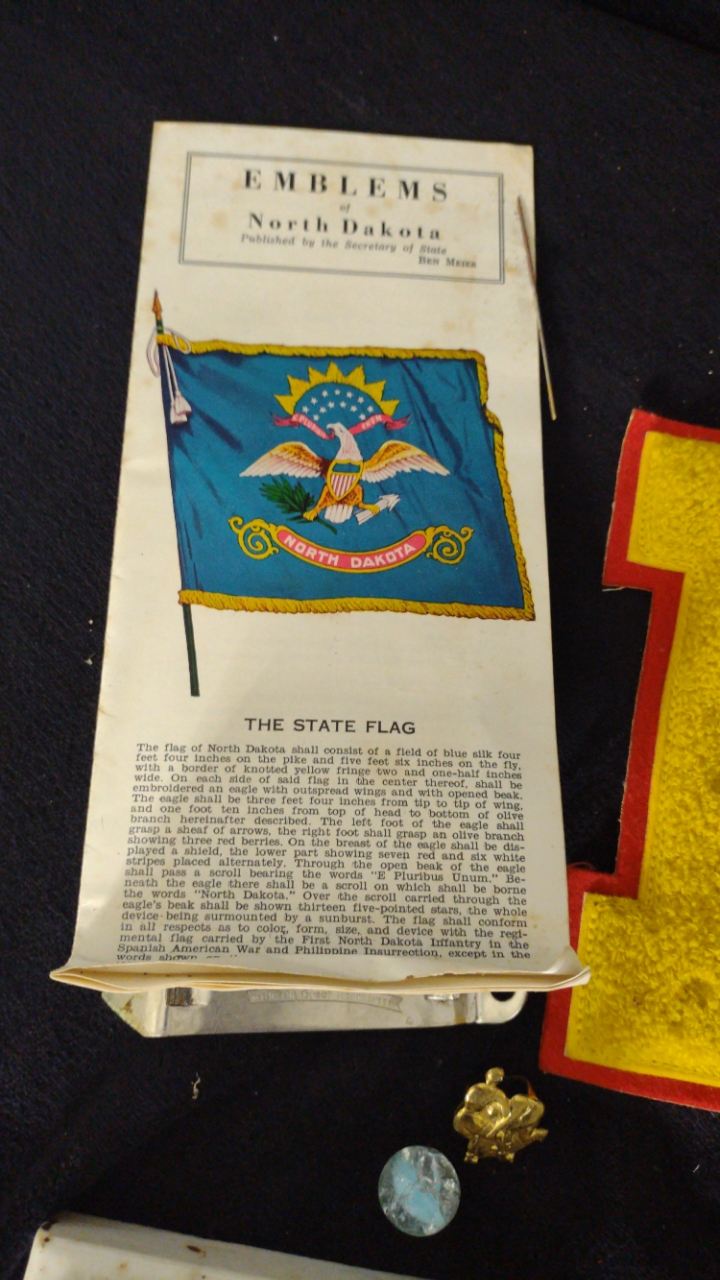 EMBLEMS
of
North Dakota
Published by the Secretary of State
BEN MEIER
E PLURIBUS UNUM
NORTH DAKOTA
THE STATE FLAG
The flag of North Dakota shall consist of a field of blue silk four
feet four inches on the pike and five feet six inches on the fly,
with a border of knotted yellow fringe two and one-half inches
wide. On each side of said flag in the center thereof, shall be
embroidered an eagle with outspread wings and with opened beak.
The eagle shall be three feet four inches from tip to tip of wing,
and one foot ten inches from top of head to bottom of olive
branch hereinafter described. The left foot of the eagle shall
grasp a sheaf of arrows, the right foot shall grasp an olive branch
showing three red berries. On the breast of the eagle shall be dis-
played a shield, the lower part showing seven red and six white
stripes placed alternately. Through the open beak of the eagle
shall pass a scroll bearing the words "E Pluribus Unum." Be-
neath the eagle there shall be a scroll on which shall be borne
the words "North Dakota." Over the scroll carried through the
eagle's beak shall be shown thirteen five-pointed stars, the whole
device being surmounted by a sunburst. The flag shall conform
in all respects as to color, form, size, and device with the regi-
mental flag carried by the First North Dakota Iffantry in the
Spanish American War and Philippine Insurrection, except in the
words shown